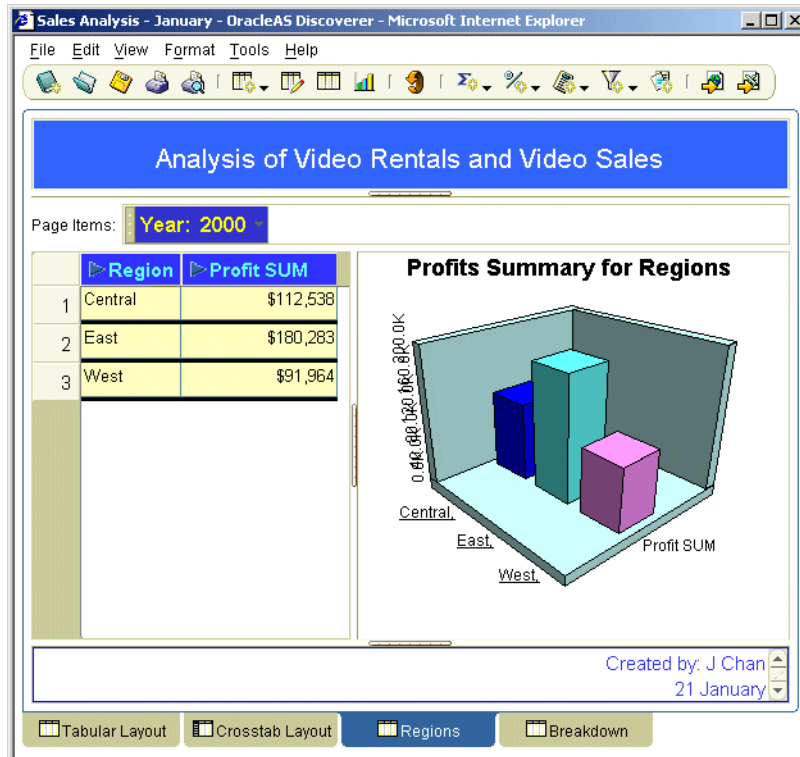 Sales Analysis - January - OracleAS Discoverer - Microsoft Internet Explorer
File Edit View Format Tools Help
Analysis of Video Rentals and Video Sales
Page Items: Year: 2000
Region Profit SUM
1 Central $112,538
2 East $180,283
3 West $91,964
Profits Summary for Regions
Central,
East,
West,
Profit SUM
Created by: J Chan
21 January
Tabular Layout Crosstab Layout Regions Breakdown